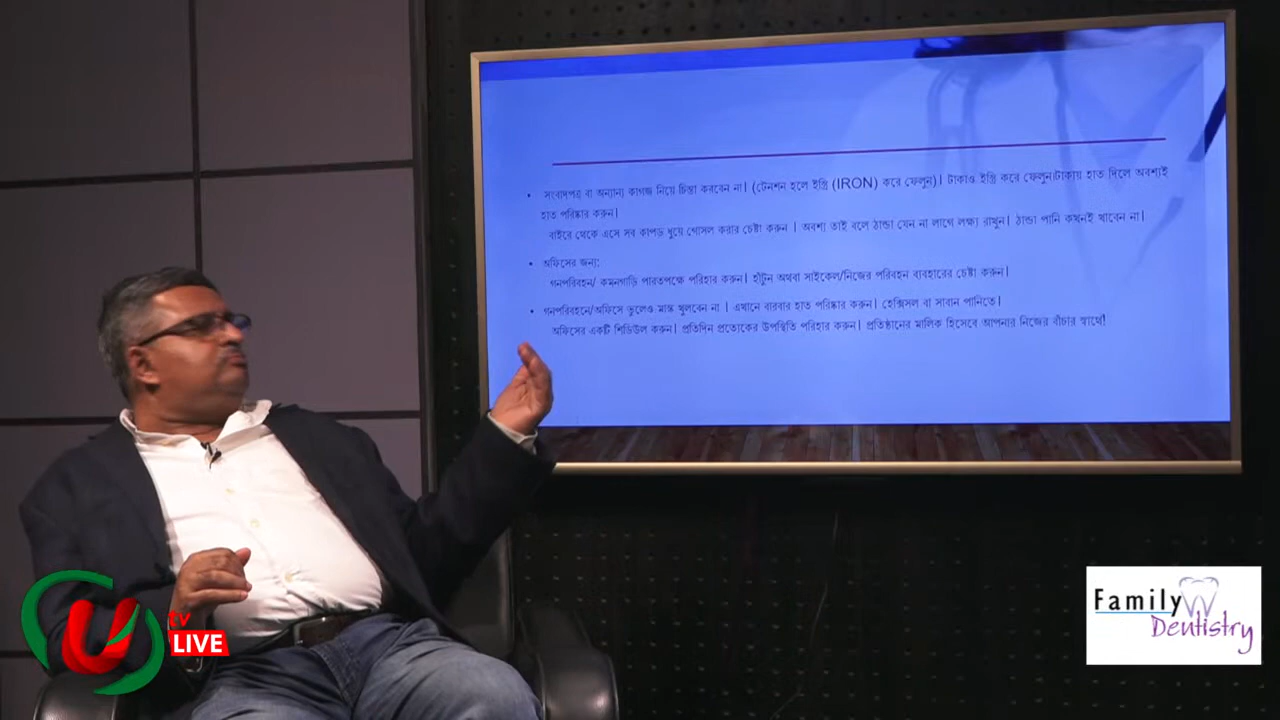 • সংবাদপত্র বা অন্যান্য কাগজ নিয়ে চিন্তা করবেন না। (টেনশন হলে ইস্ত্রি (IRON) করে ফেলুন)। টাকাও ইস্ত্রি করে ফেলুন।টাকায় হাত দিলে অবশ্যই
হাত পরিষ্কার করুন।
বাইরে থেকে এসে সব কাপড় ধুয়ে গোসল করার চেষ্টা করুন । অবশ্য তাই বলে ঠান্ডা যেন না লাগে লক্ষ্য রাখুন। ঠান্ডা পানি কখনই খাবেন না।
• অফিসের জন্য:
গনপরিবহন/ কমনগাড়ি পারতপক্ষে পরিহার করুন। হাঁটুন অথবা সাইকেল/নিজের পরিবহন ব্যবহারের চেষ্টা করুন।
• গনপরিবহনে/অফিসে ভুলেও মাস্ক খুলবেন না । এখানে বারবার হাত পরিষ্কার করুন। হেক্সিসল বা সাবান পানিতে।
অফিসের একটি শিডিউল করুন। প্রতিদিন প্রত্যেকের উপস্থিতি পরিহার করুন। প্রতিষ্ঠানের মালিক হিসেবে আপনার নিজের বাঁচার স্বার্থে!
U tv
LIVE
Family
Dentistry